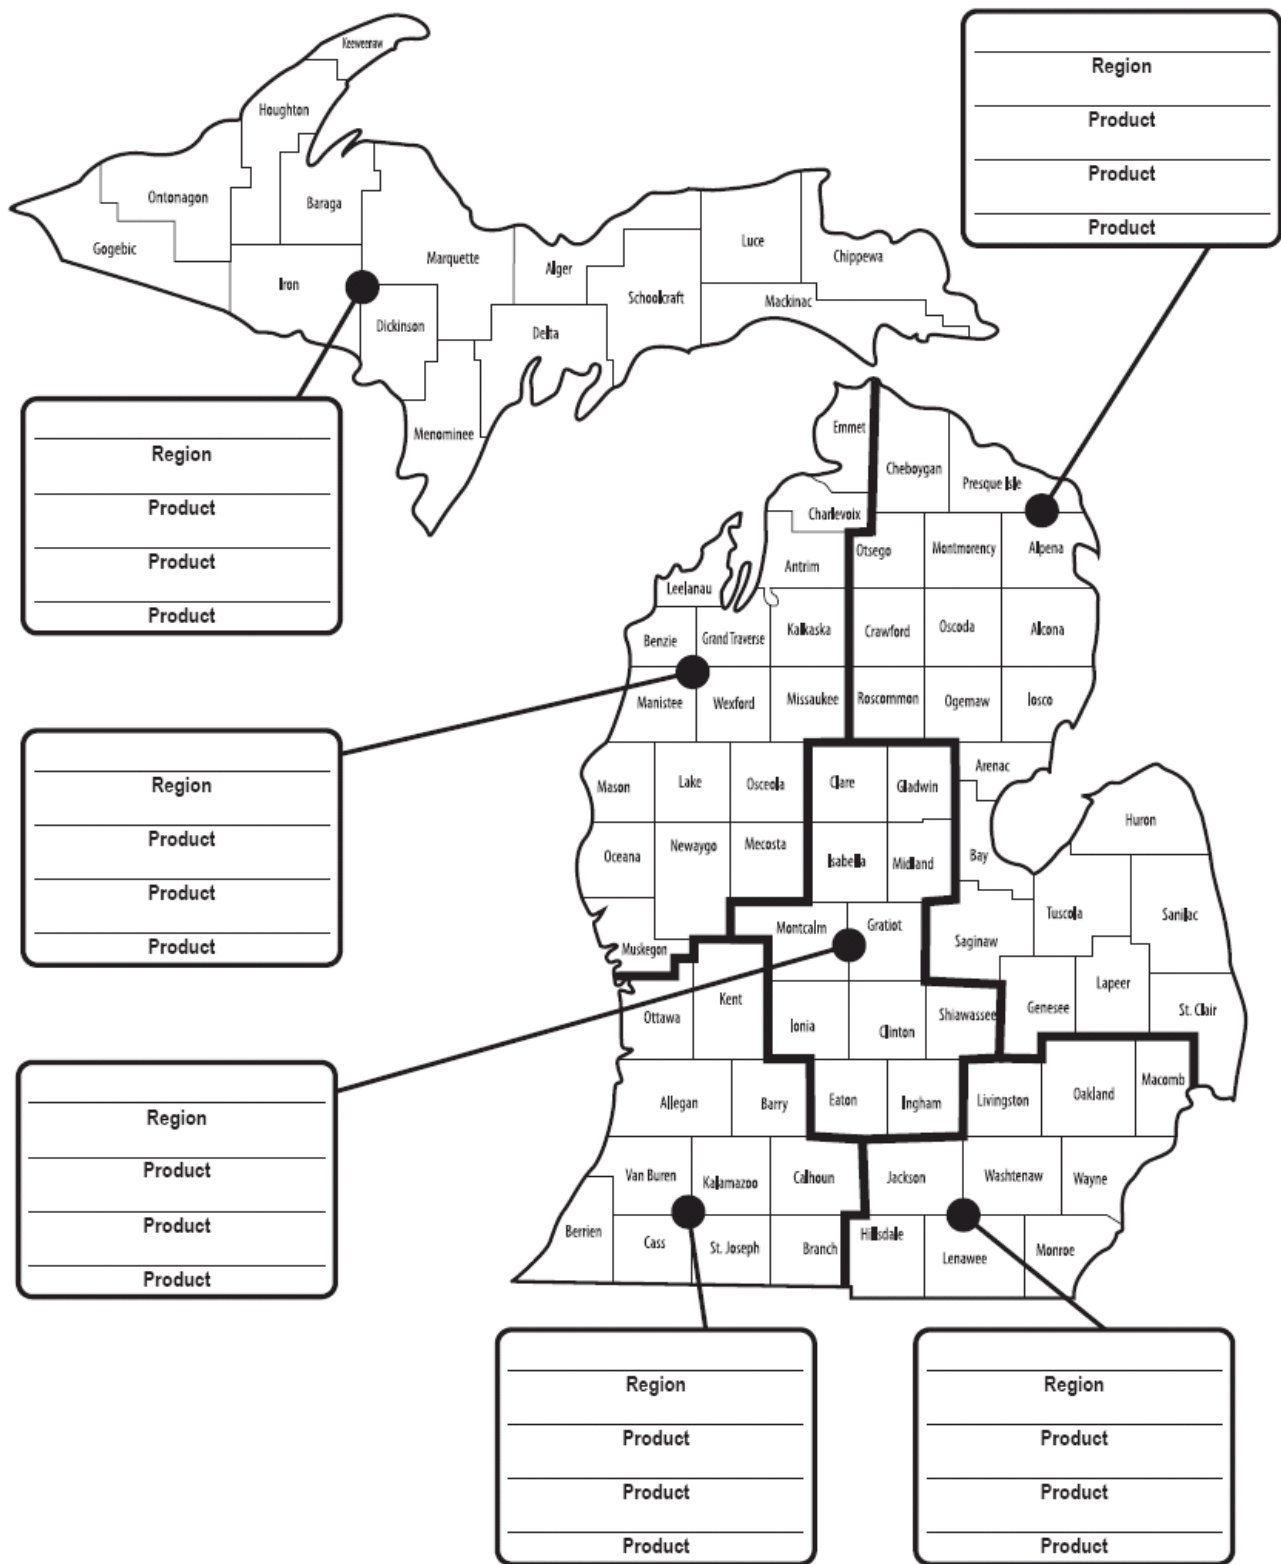 Keeweenaw
Region
Houghton
Product
Product
Ontonagon
Baraga
Product
Gogebic
Marquette
Luce
Chippewa
Alger
Iron
Schoolcraft
Mackinac
Dickinson
Delta
Emmet
Menominee
Region
Cheboygan
Presque Isle
Product
Charlevoix
Otsego
Montmorency
Alpena
Product
Antrim
Leelanau
Product
Benzie
Grand Traverse
Kalkaska
Crawford
Oscoda
Alcona
Manistee
Wexford
Missaukee
Roscommon
Ogemaw
Iosco
Arenac
Region
Mason
Lake
Osceola
Clare
Gladwin
Huron
Product
Oceana
Newaygo
Mecosta
Isabella
Midland
Bay
Product
Tuscola
Sanilac
Montcalm
Gratiot
Saginaw
Product
Muskegon
Lapeer
Kent
Genesee
St. Clair
Ottawa
Ionia
Clinton
Shiawassee
Region
Allegan
Barry
Eaton
Ingham
Livingston
Oakland
Macomb
Product
Van Buren
Kalamazoo
Calhoun
Jackson
Washtenaw
Wayne
Product
Berrien
Cass
St. Joseph
Branch
Hillsdale
Lenawee
Monroe
Product
Region
Region
Product
Product
Product
Product
Product
Product